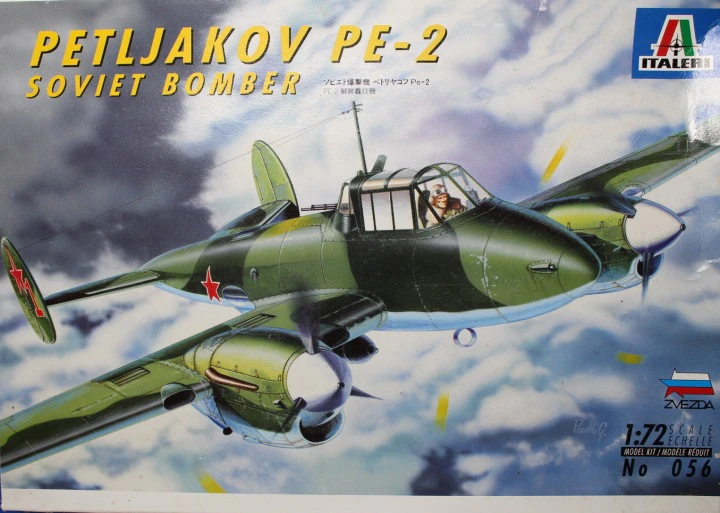 PETLJAKOV PE-2
SOVIET BOMBER
ソビエト爆撃機 ペトリヤコフ Pe-2
ITALERI
ZVEZDA
1:72 SCALE
ECHELLE
MODEL KIT / MODÈLE RÉDUIT
No 056